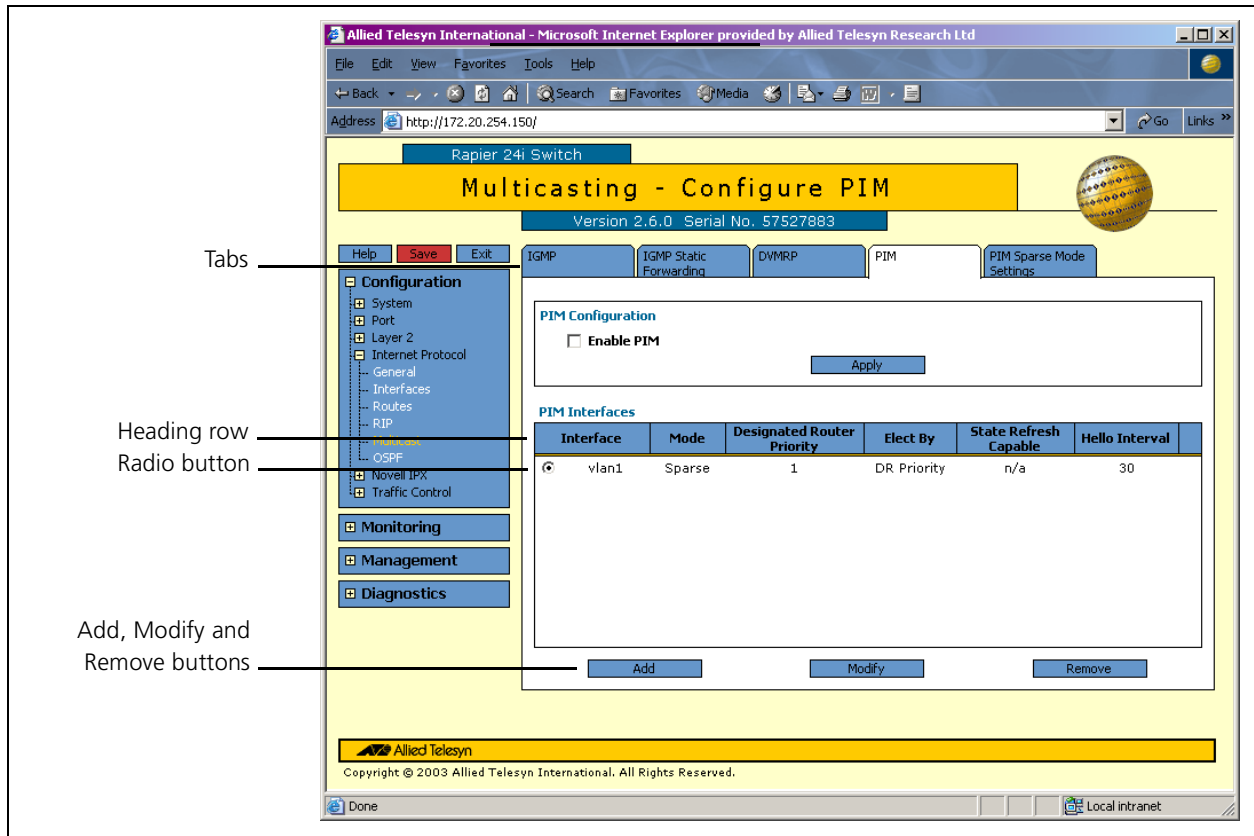 Allied Telesyn International - Microsoft Internet Explorer provided by Allied Telesyn Research Ltd
File Edit View Favorites Tools Help
Back Search Favorites Media
Address http://172.20.254.150/ Go Links »
Rapier 24i Switch
Multicasting - Configure PIM
Version 2.6.0 Serial No. 57527883
Tabs
Help Save Exit
IGMP
IGMP Static
Forwarding
DVMRP
PIM
PIM Sparse Mode
Settings
Configuration
System
Port
Layer 2
Internet Protocol
General
Interfaces
Routes
RIP
Multicast
OSPF
Novell IPX
Traffic Control
Monitoring
Management
Diagnostics
PIM Configuration
Enable PIM
Apply
PIM Interfaces
Heading row
Interface Mode Designated Router Priority Elect By State Refresh Capable Hello Interval
Radio button
vlan1 Sparse 1 DR Priority n/a 30
Add, Modify and
Remove buttons
Add Modify Remove
Allied Telesyn
Copyright © 2003 Allied Telesyn International. All Rights Reserved.
Done Local intranet